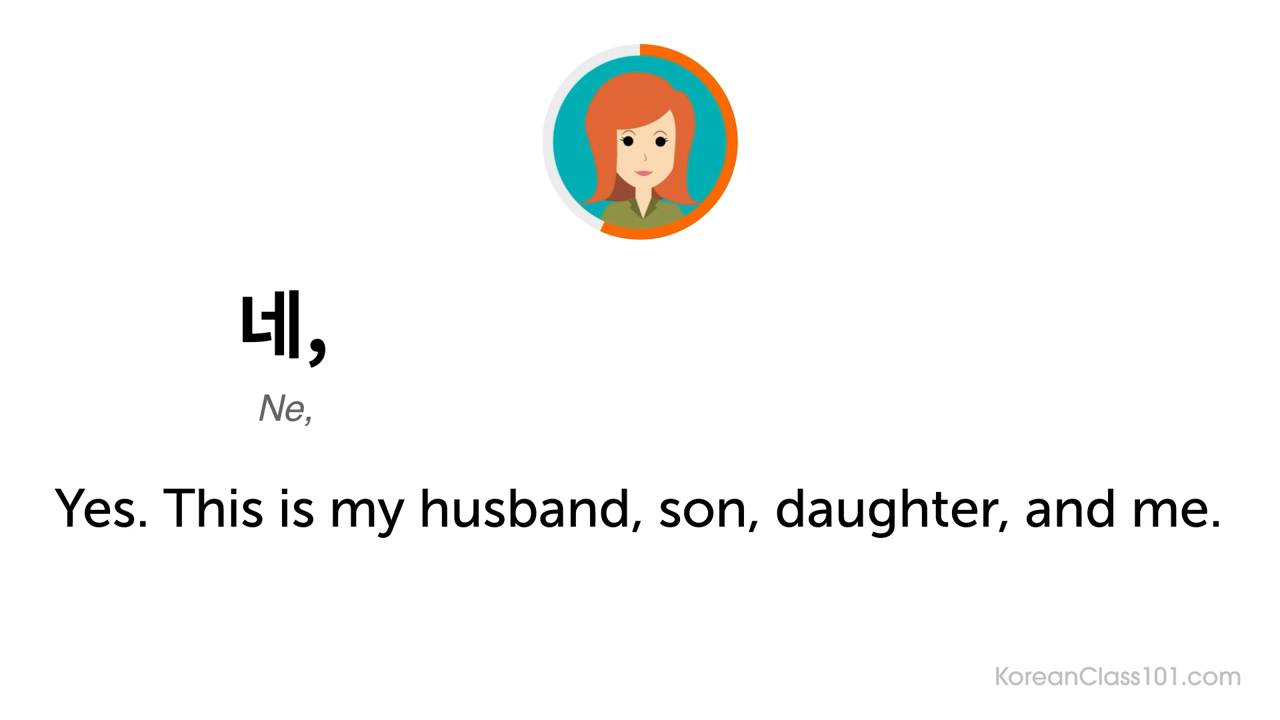 네,
Ne,
Yes. This is my husband, son, daughter, and me.
KoreanClass101.com